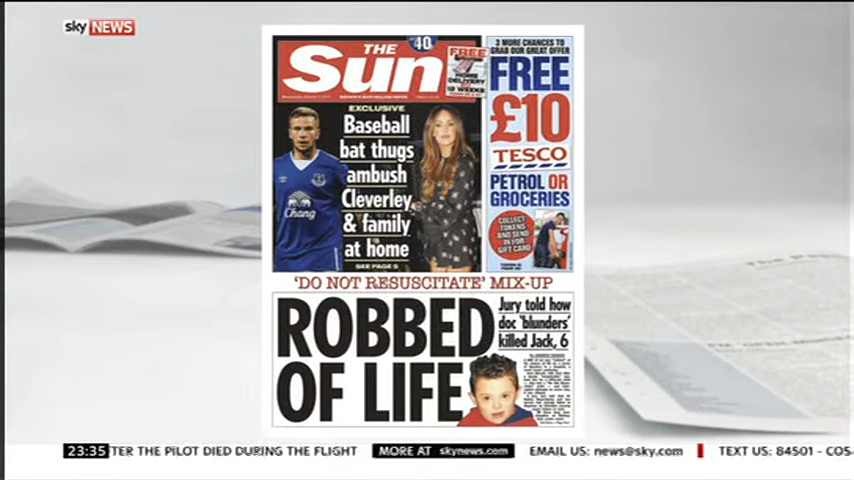 sky NEWS
THE
Sun
40
FREE
HOME
DELIVERY
12 WEEKS
EXCLUSIVE
Baseball
bat thugs
ambush
Cleverley
& family
at home
SEE PAGE 5
Chang
3 MORE CHANCES TO
GRAB OUR GREAT OFFER
FREE
£10
TESCO
PETROL OR
GROCERIES
COLLECT
TOKENS
AND SEND
IN FOR
GIFT CARD
'DO NOT RESUSCITATE' MIX-UP
ROBBED
OF LIFE
Jury told how
doc 'blunders'
killed Jack, 6
23:35
TER THE PILOT DIED DURING THE FLIGHT
MORE AT skynews.com
EMAIL US: news@sky.com
TEXT US: 84501 - COS